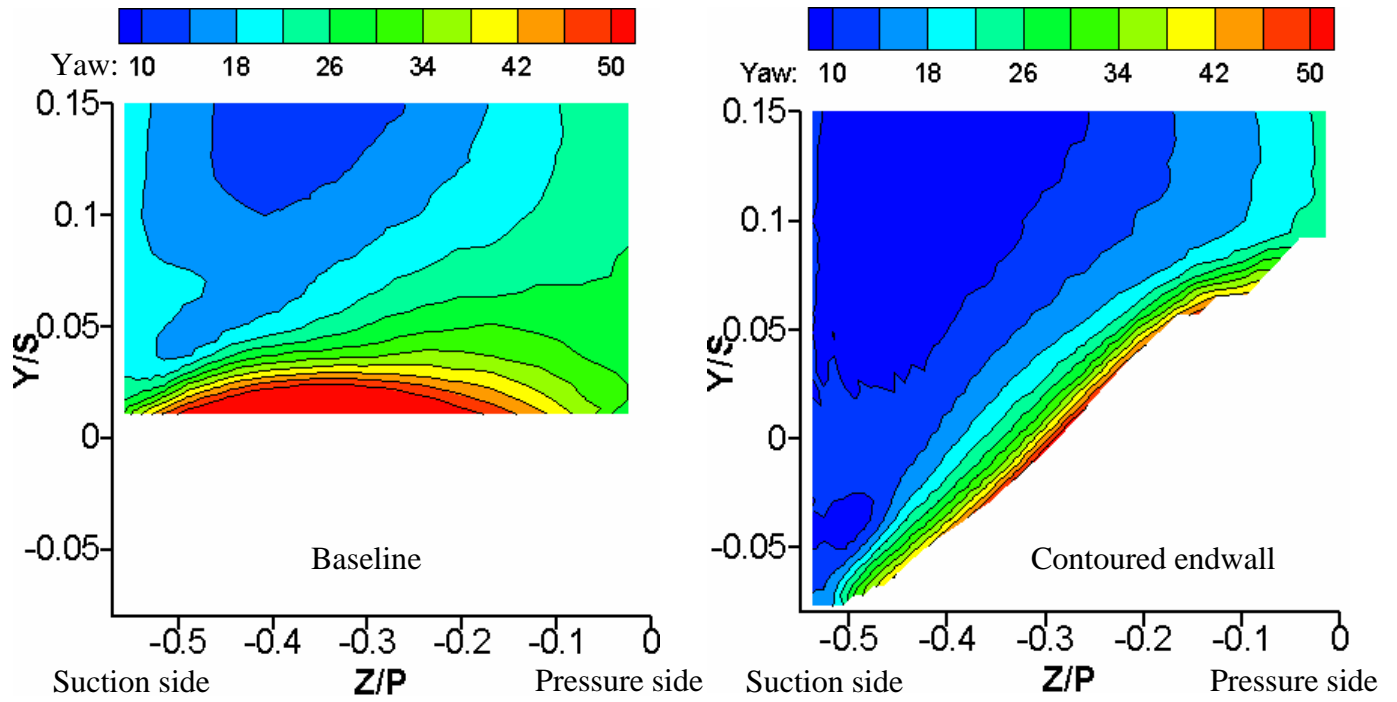 Yaw: 10 18 26 34 42 50
0.15
0.1
0.05
0
-0.05
Y/S
Baseline
-0.5 -0.4 -0.3 -0.2 -0.1 0
Suction side Z/P Pressure side
Yaw: 10 18 26 34 42 50
0.15
0.1
0.05
0
-0.05
Y/S
Contoured endwall
-0.5 -0.4 -0.3 -0.2 -0.1 0
Suction side Z/P Pressure side